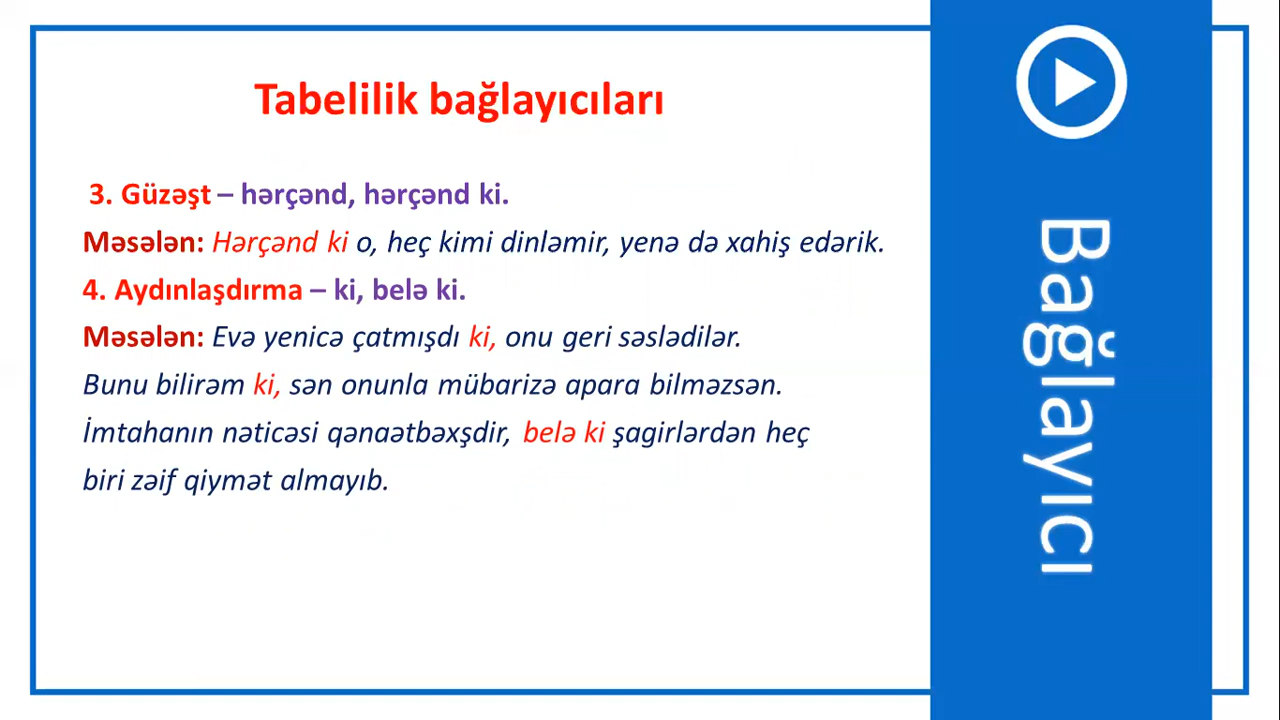 Tabelilik bağlayıcıları
3. Güzəşt – hərçənd, hərçənd ki.
Məsələn: Hərçənd ki o, heç kimi dinləmir, yenə də xahiş edərik.
4. Aydınlaşdırma – ki, belə ki.
Məsələn: Evə yenicə çatmışdı ki, onu geri səslədilər.
Bunu bilirəm ki, sən onunla mübarizə apara bilməzsən.
İmtahanın nəticəsi qənaətbəxşdir, belə ki şagirlərdən heç
biri zəif qiymət almayıb.
Bağlayıcı